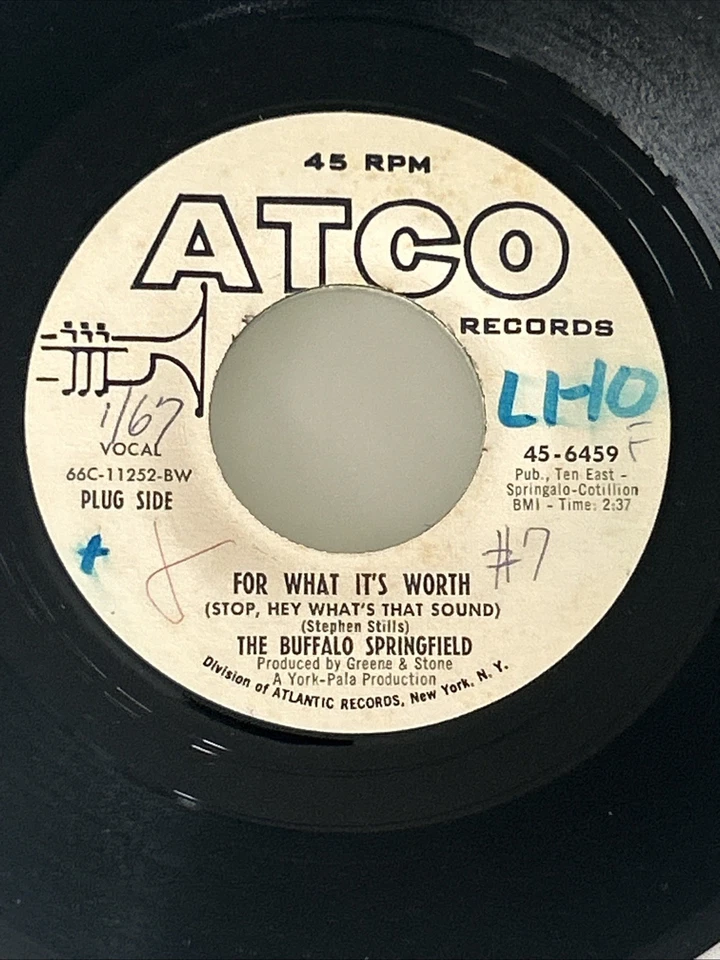 45 RPM
ATCO
RECORDS
1/67
LHO
VOCAL
45-6459
F
66C-11252-BW
Pub., Ten East -
PLUG SIDE
Springalo-Cotillion
BMI - Time: 2:37
+
#7
FOR WHAT IT'S WORTH
(STOP, HEY WHAT'S THAT SOUND)
(Stephen Stills)
THE BUFFALO SPRINGFIELD
Produced by Greene & Stone
A York-Pala Production
Division of ATLANTIC RECORDS, New York, N. Y.